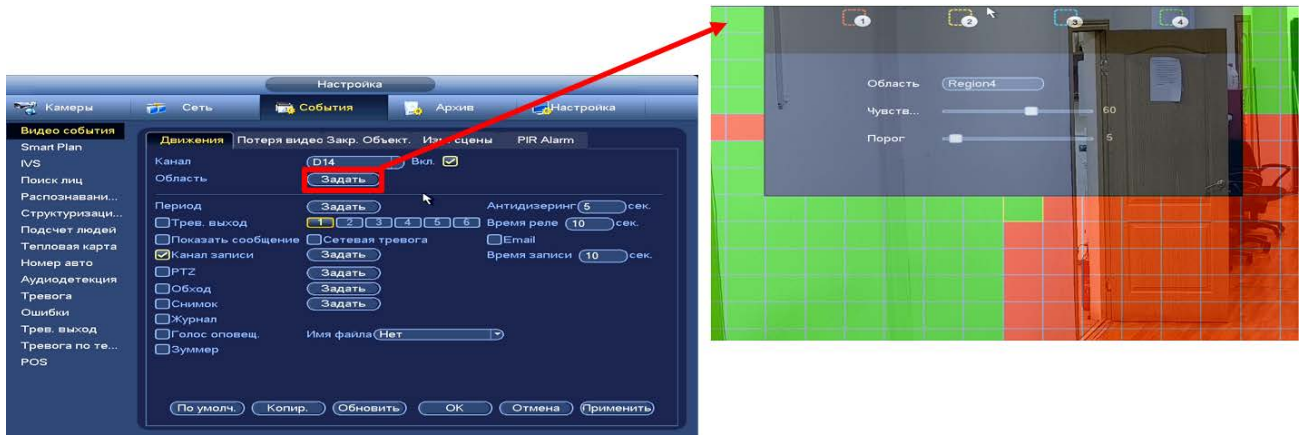 Настройка
Камеры Сеть События Архив Настройка
Видео события
Smart Plan
IVS
Поиск лиц
Распознавани...
Структуризаци...
Подсчет людей
Тепловая карта
Номер авто
Аудиодетекция
Тревога
Ошибки
Трев. выход
Тревога по те...
POS
Движения Потеря видео Закр. Объект. Изм. сцены PIR Alarm
Канал D14 Вкл.
Область Задать
Период Задать Антидизеринг 5 сек.
Трев. выход 1 2 3 4 5 6 Время реле 10 сек.
Показать сообщение Сетевая тревога Email
Канал записи Задать Время записи 10 сек.
PTZ Задать
Обход Задать
Снимок Задать
Журнал
Голос оповещ. Имя файла Нет
Зуммер
По умолч. Копир. Обновить OK Отмена Применить
1 2 3 4
Область Region4
Чувств... 60
Порог 5